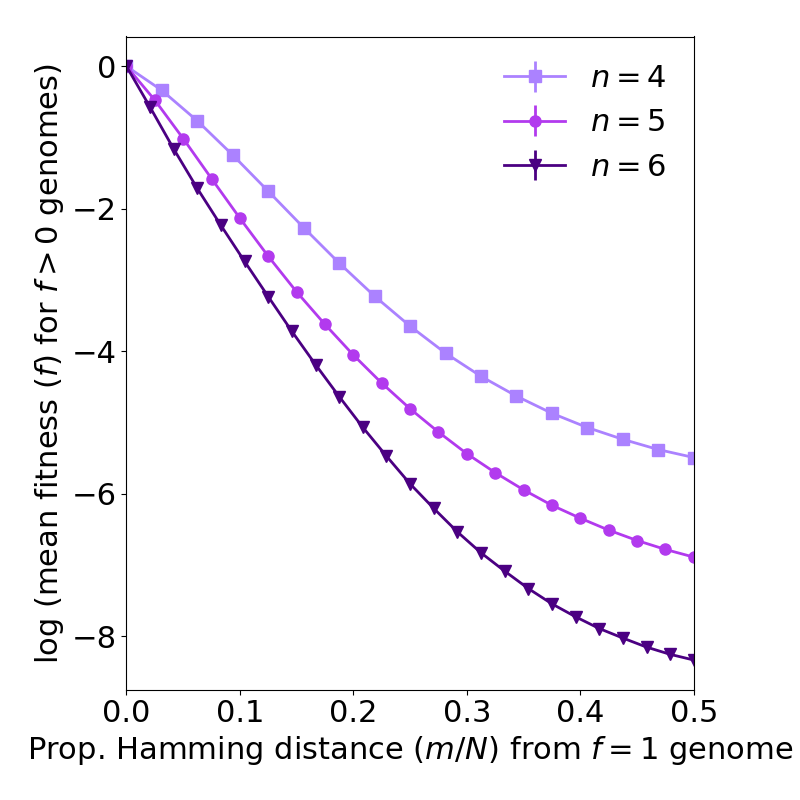 log (mean fitness (f) for f > 0 genomes)
0
−2
−4
−6
−8
n = 4
n = 5
n = 6
0.0 0.1 0.2 0.3 0.4 0.5
Prop. Hamming distance (m/N) from f = 1 genome